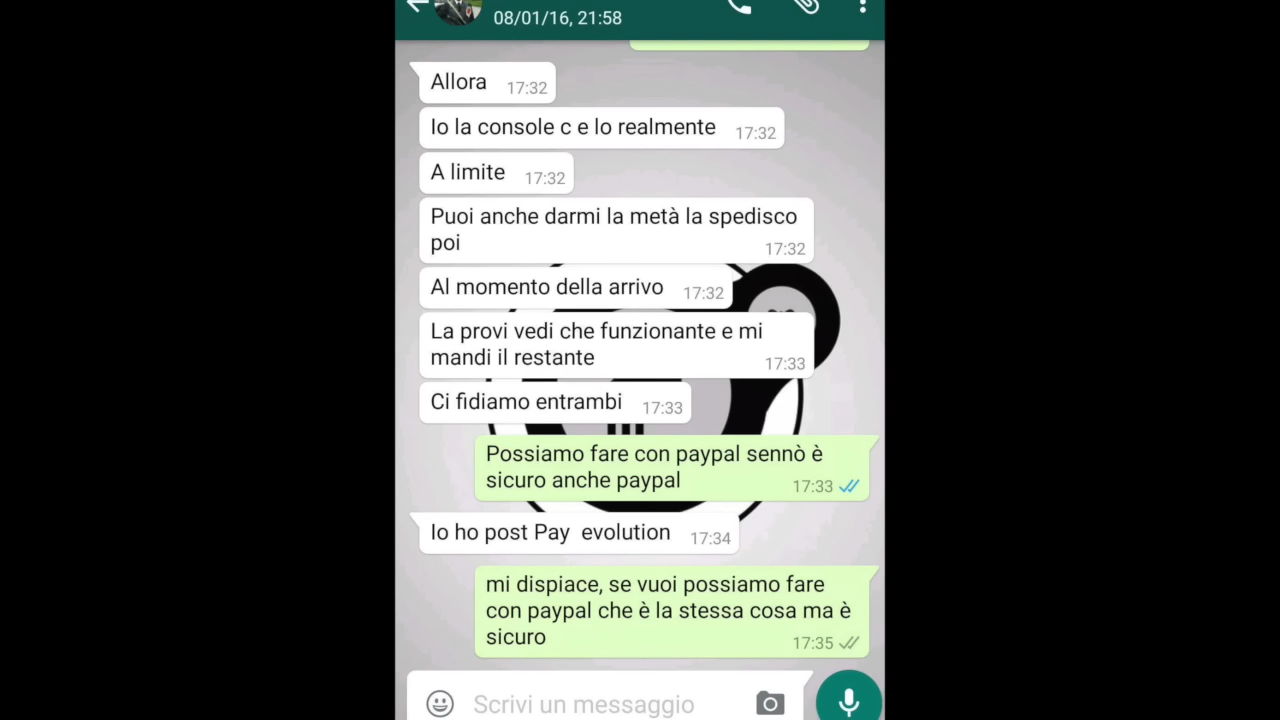 08/01/16, 21:58
Allora 17:32
Io la console c e lo realmente 17:32
A limite 17:32
Puoi anche darmi la metà la spedisco
poi 17:32
Al momento della arrivo 17:32
La provi vedi che funzionante e mi
mandi il restante 17:33
Ci fidiamo entrambi 17:33
Possiamo fare con paypal sennò è
sicuro anche paypal 17:33
Io ho post Pay  evolution 17:34
mi dispiace, se vuoi possiamo fare
con paypal che è la stessa cosa ma è
sicuro 17:35
Scrivi un messaggio